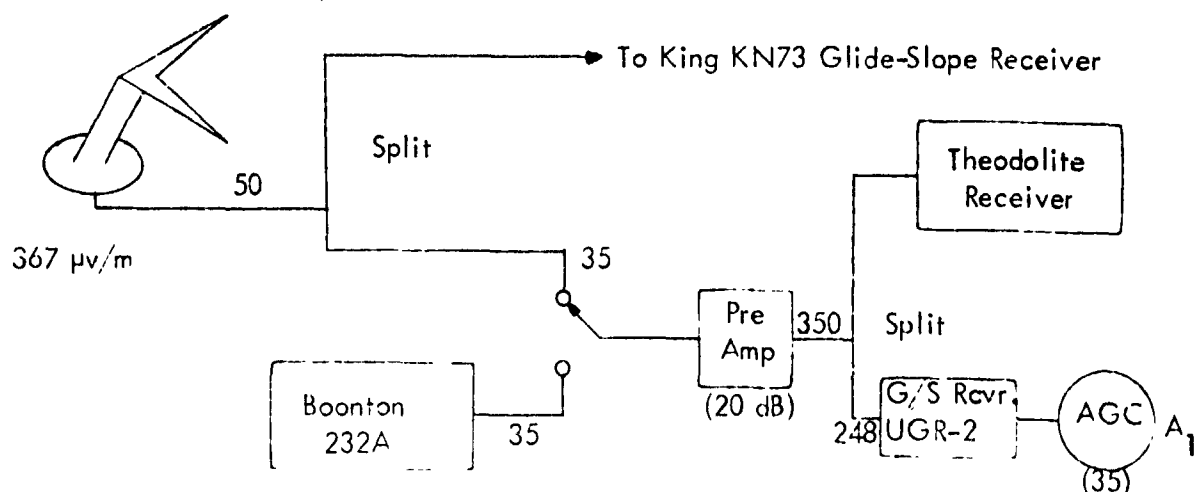 To King KN73 Glide-Slope Receiver
Split
50
367 μv/m
35
Theodolite
Receiver
Pre
Amp
(20 dB)
350
Split
Boonton
232A
35
248
G/S Rcvr.
UGR-2
AGC
(35)
A1